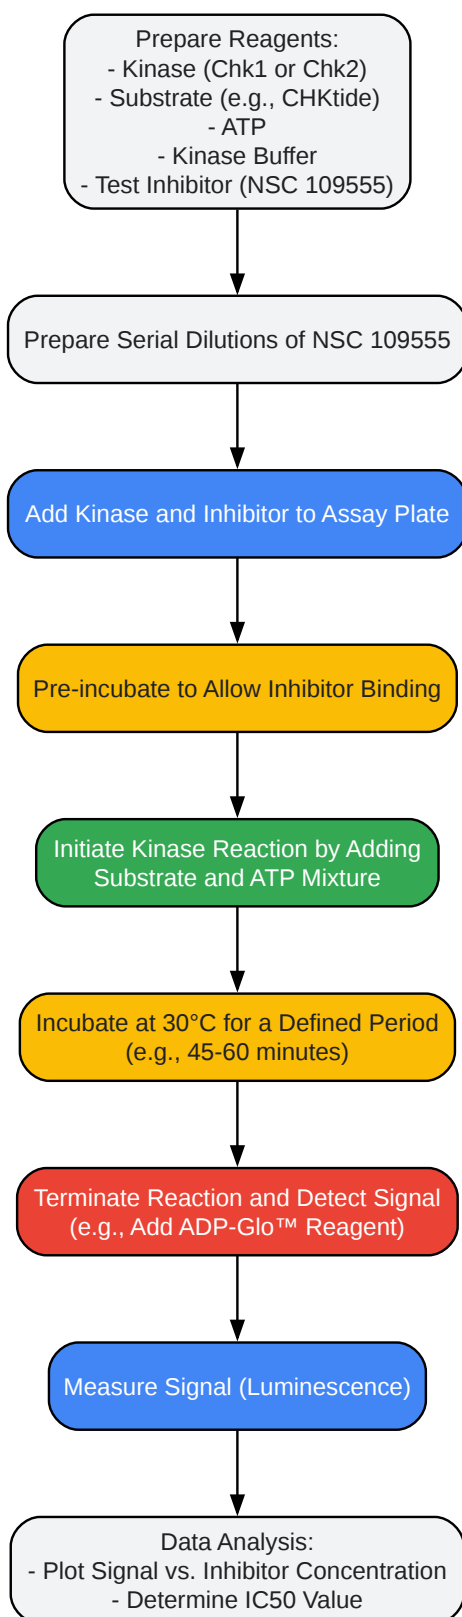 Prepare Reagents:
- Kinase (Chk1 or Chk2)
- Substrate (e.g., CHKtide)
- ATP
- Kinase Buffer
- Test Inhibitor (NSC 109555)
Prepare Serial Dilutions of NSC 109555
Add Kinase and Inhibitor to Assay Plate
Pre-incubate to Allow Inhibitor Binding
Initiate Kinase Reaction by Adding
Substrate and ATP Mixture
Incubate at 30°C for a Defined Period
(e.g., 45-60 minutes)
Terminate Reaction and Detect Signal
(e.g., Add ADP-Glo™ Reagent)
Measure Signal (Luminescence)
Data Analysis:
- Plot Signal vs. Inhibitor Concentration
- Determine IC50 Value